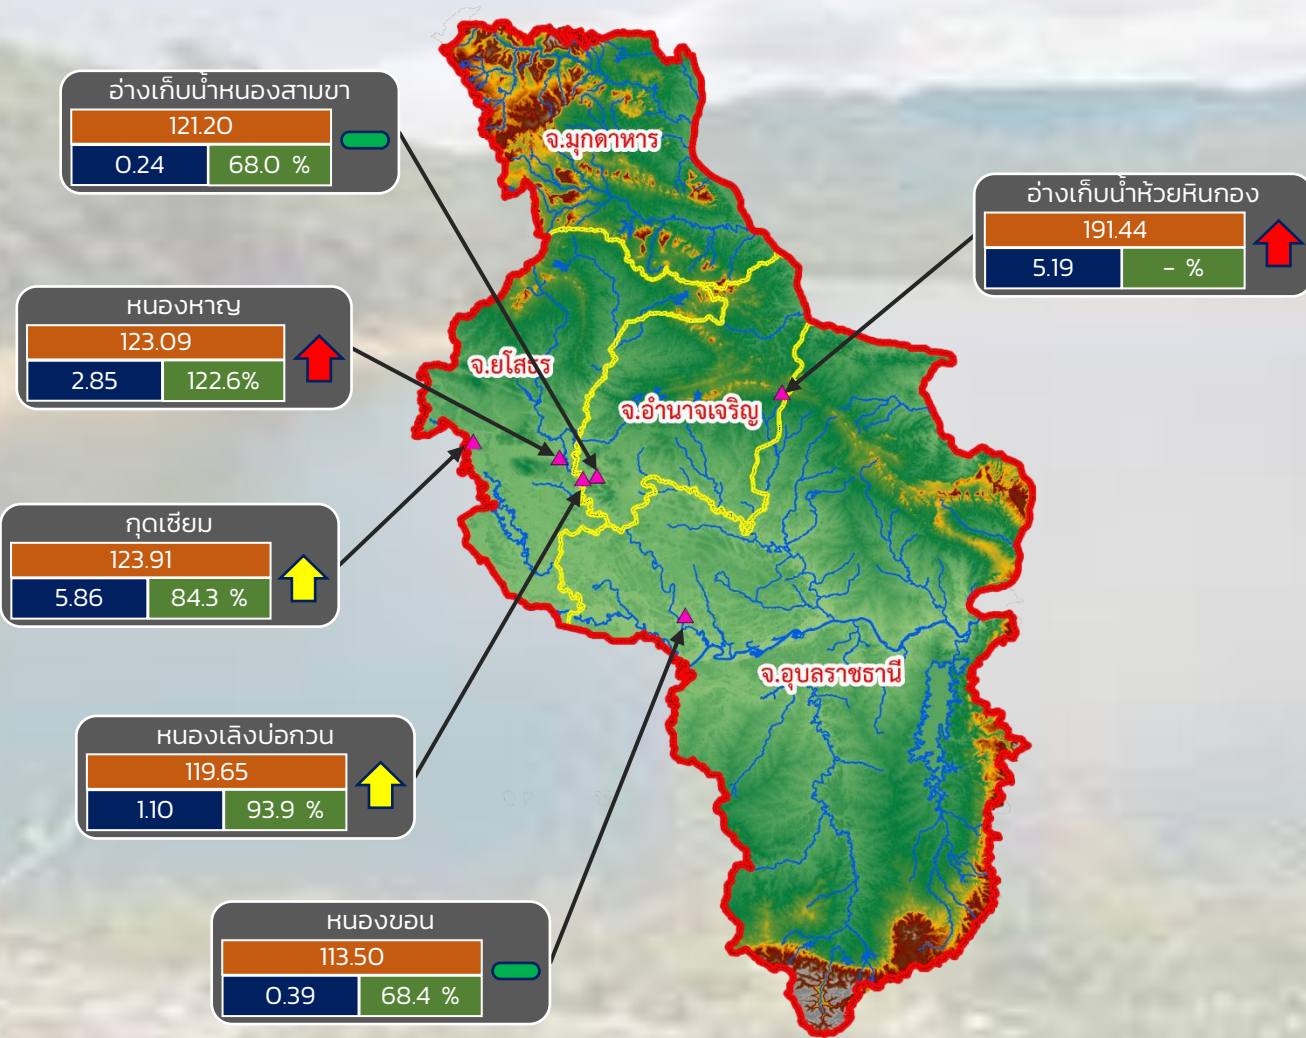 อ่างเก็บน้ำหนองสามขา
121.20
0.24 68.0 %
จ.มุกดาหาร
อ่างเก็บน้ำห้วยหินกอง
191.44
5.19 - %
หนองหาญ
123.09
2.85 122.6%
จ.ยโสธร
จ.อำนาจเจริญ
กุดเซียม
123.91
5.86 84.3 %
จ.อุบลราชธานี
หนองเลิงบ่อกวน
119.65
1.10 93.9 %
หนองขอน
113.50
0.39 68.4 %